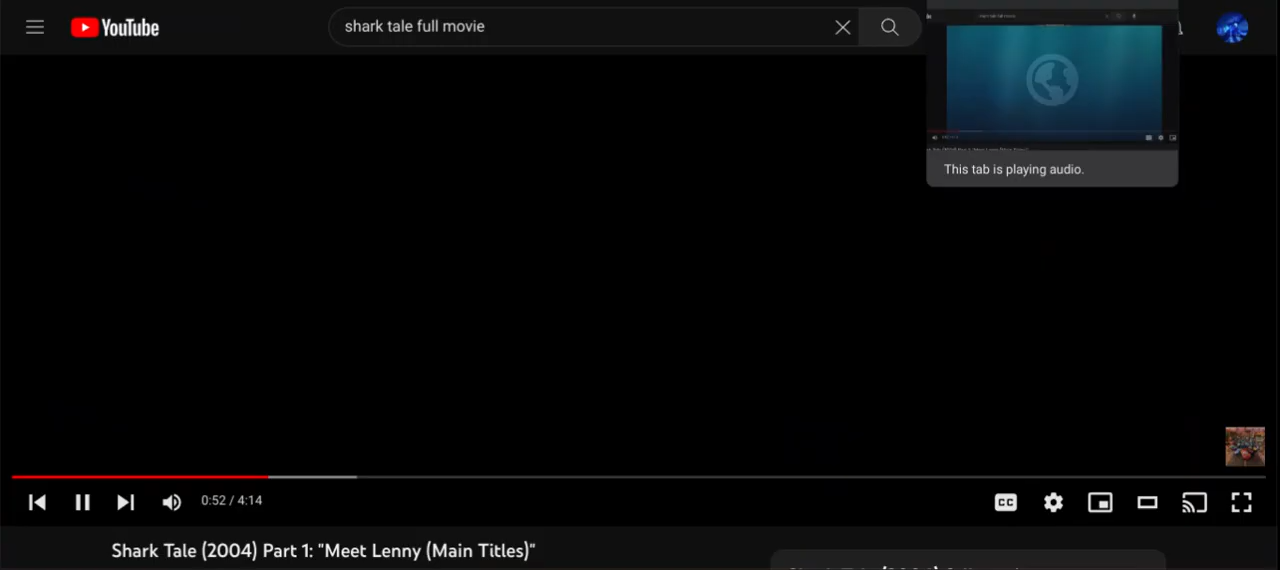 YouTube
shark tale full movie
This tab is playing audio.
0:52 / 4:14
CC
Shark Tale (2004) Part 1: "Meet Lenny (Main Titles)"